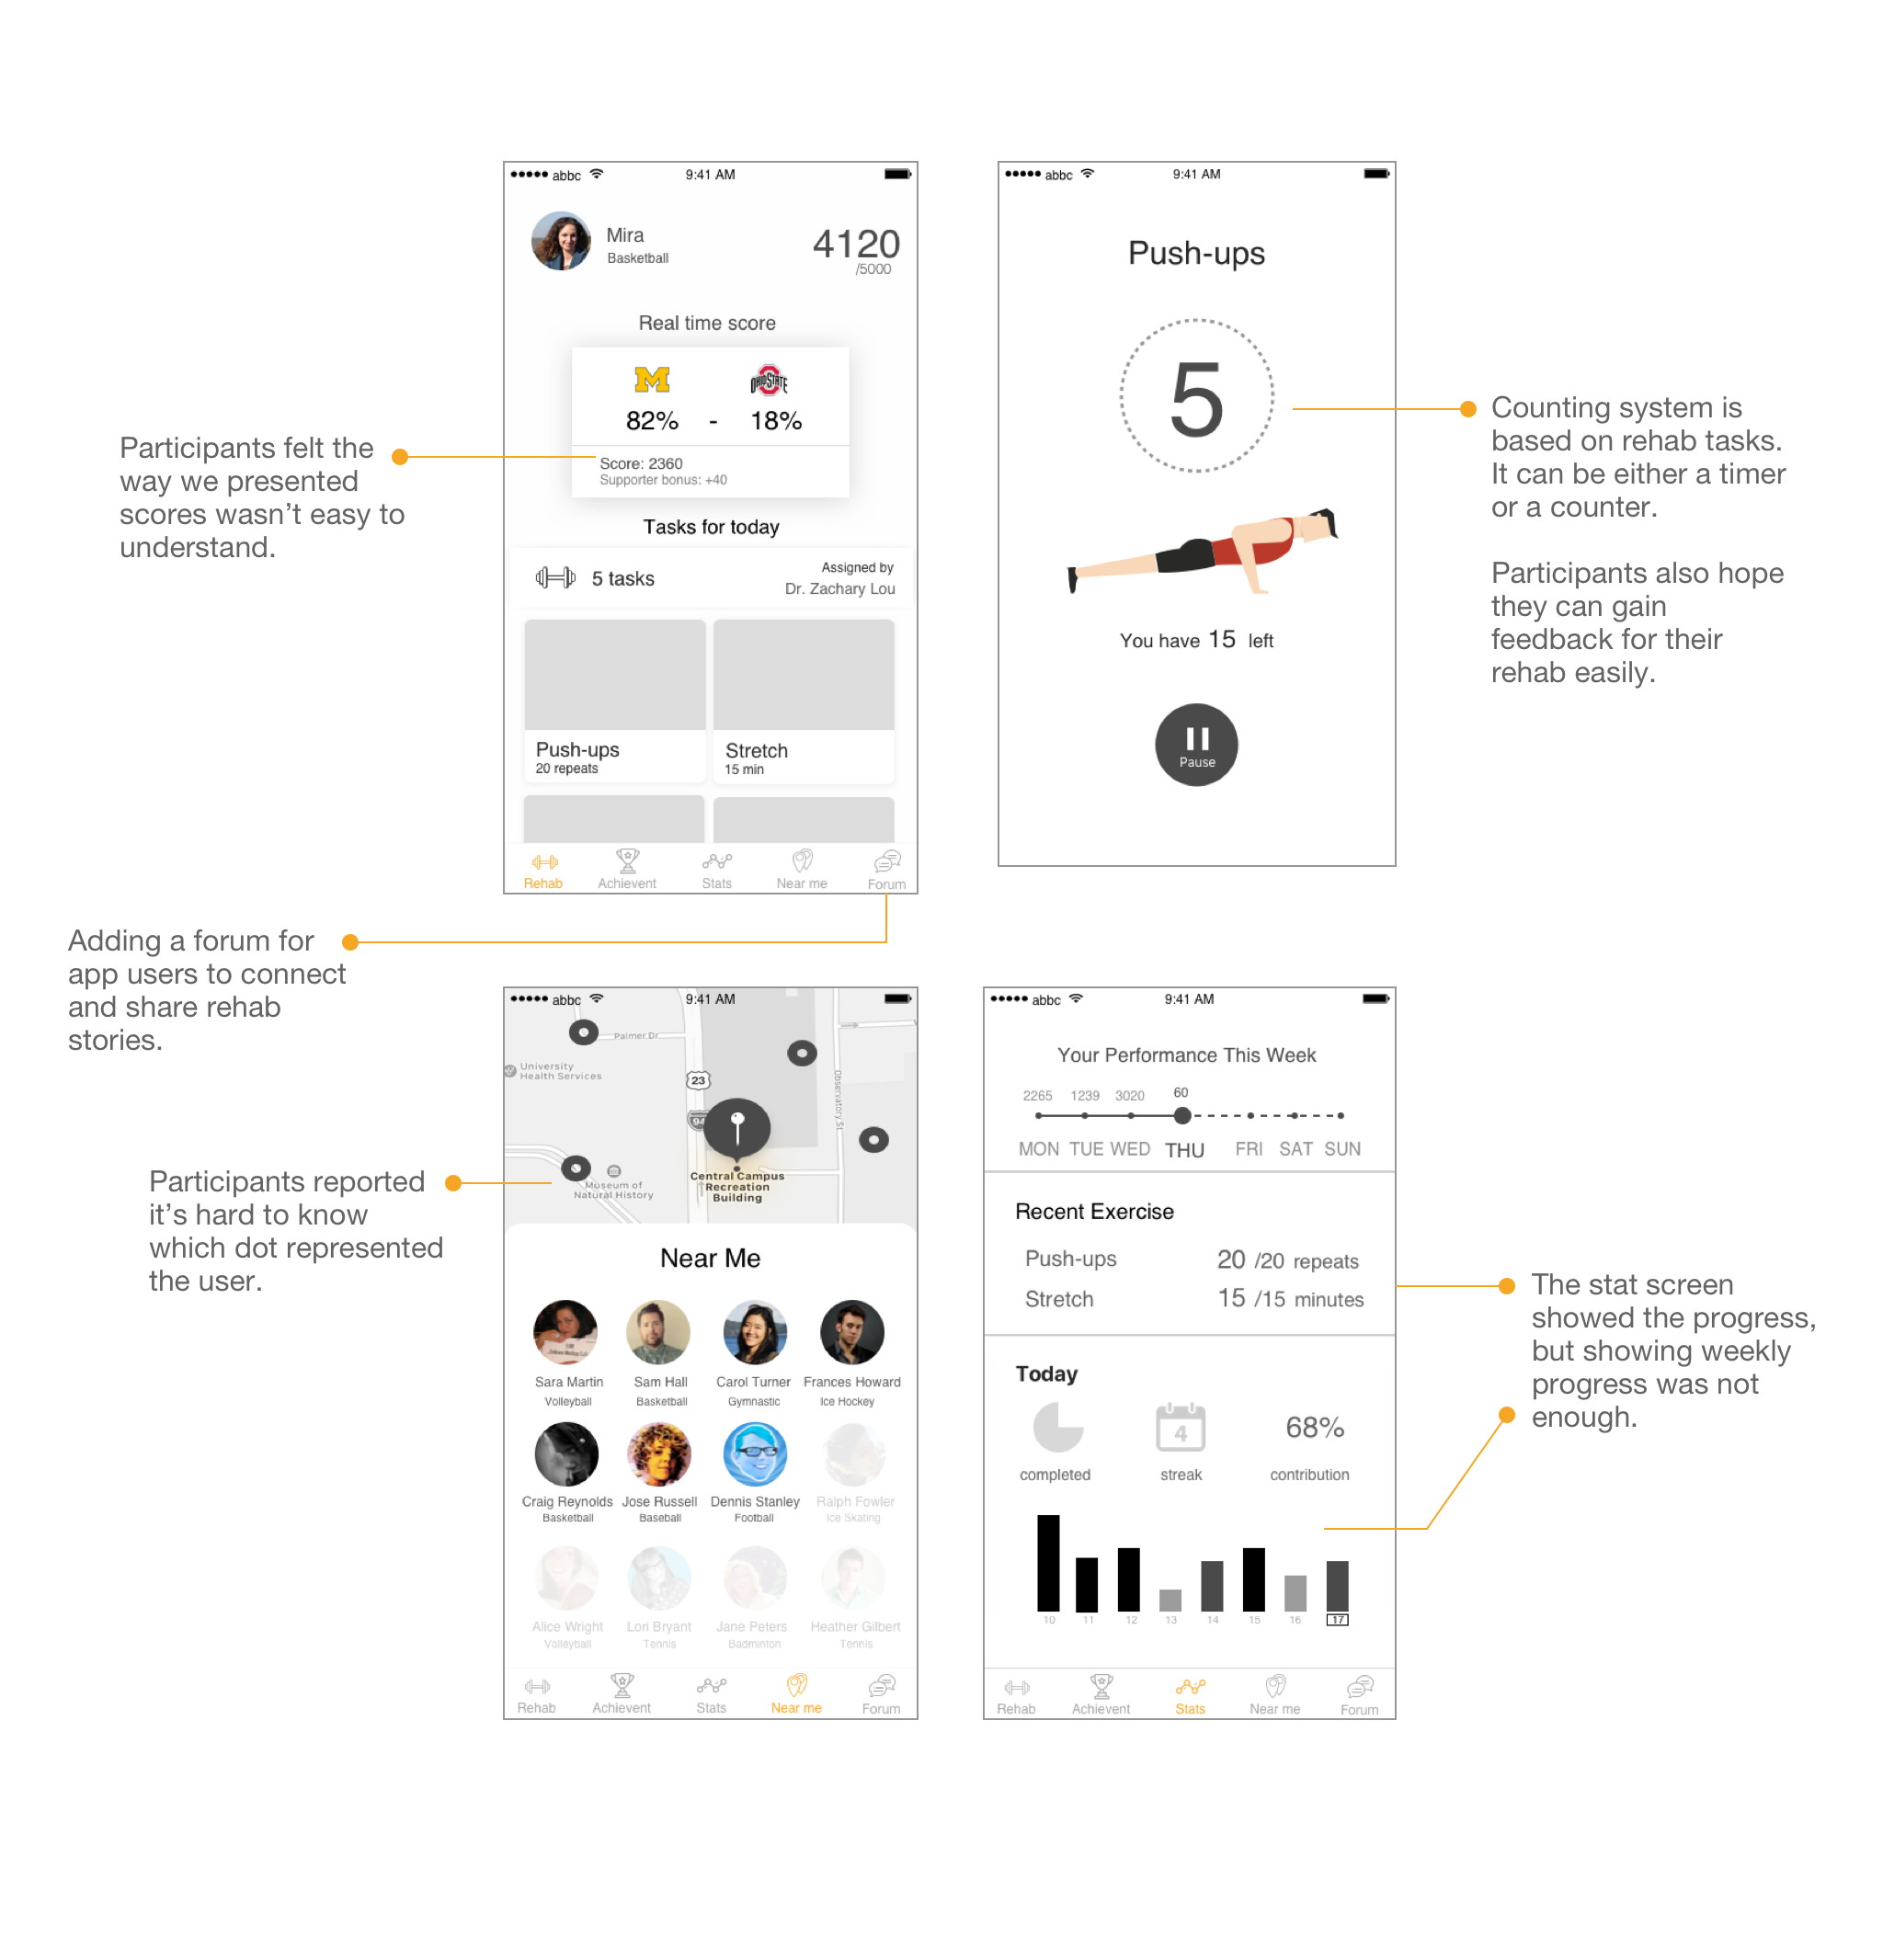 abbc 9:41 AM
Mira
Basketball
4120
/5000
Real time score
M OHIO STATE
82% - 18%
Score: 2360
Supporter bonus: +40
Tasks for today
5 tasks
Assigned by
Dr. Zachary Lou
Push-ups
20 repeats
Stretch
15 min
Rehab Achievent Stats Near me Forum
Participants felt the
way we presented
scores wasn’t easy to
understand.
abbc 9:41 AM
Push-ups
5
You have 15 left
Pause
Counting system is
based on rehab tasks.
It can be either a timer
or a counter.
Participants also hope
they can gain
feedback for their
rehab easily.
Adding a forum for
app users to connect
and share rehab
stories.
abbc 9:41 AM
Palmer Dr
University
Health Services
23
94
Observatory St
Museum of
Natural History
Central Campus
Recreation
Building
Near Me
Sara Martin Sam Hall Carol Turner Frances Howard
Volleyball Basketball Gymnastic Ice Hockey
Craig Reynolds Jose Russell Dennis Stanley Ralph Fowler
Basketball Baseball Football Ice Skating
Alice Wright Lori Bryant Jane Peters Heather Gilbert
Volleyball Tennis Badminton Tennis
Rehab Achievent Stats Near me Forum
Participants reported
it’s hard to know
which dot represented
the user.
abbc 9:41 AM
Your Performance This Week
2265 1239 3020 60
MON TUE WED THU FRI SAT SUN
Recent Exercise
Push-ups 20 /20 repeats
Stretch 15 /15 minutes
Today
4 68%
completed streak contribution
10 11 12 13 14 15 16 17
Rehab Achievent Stats Near me Forum
The stat screen
showed the progress,
but showing weekly
progress was not
enough.